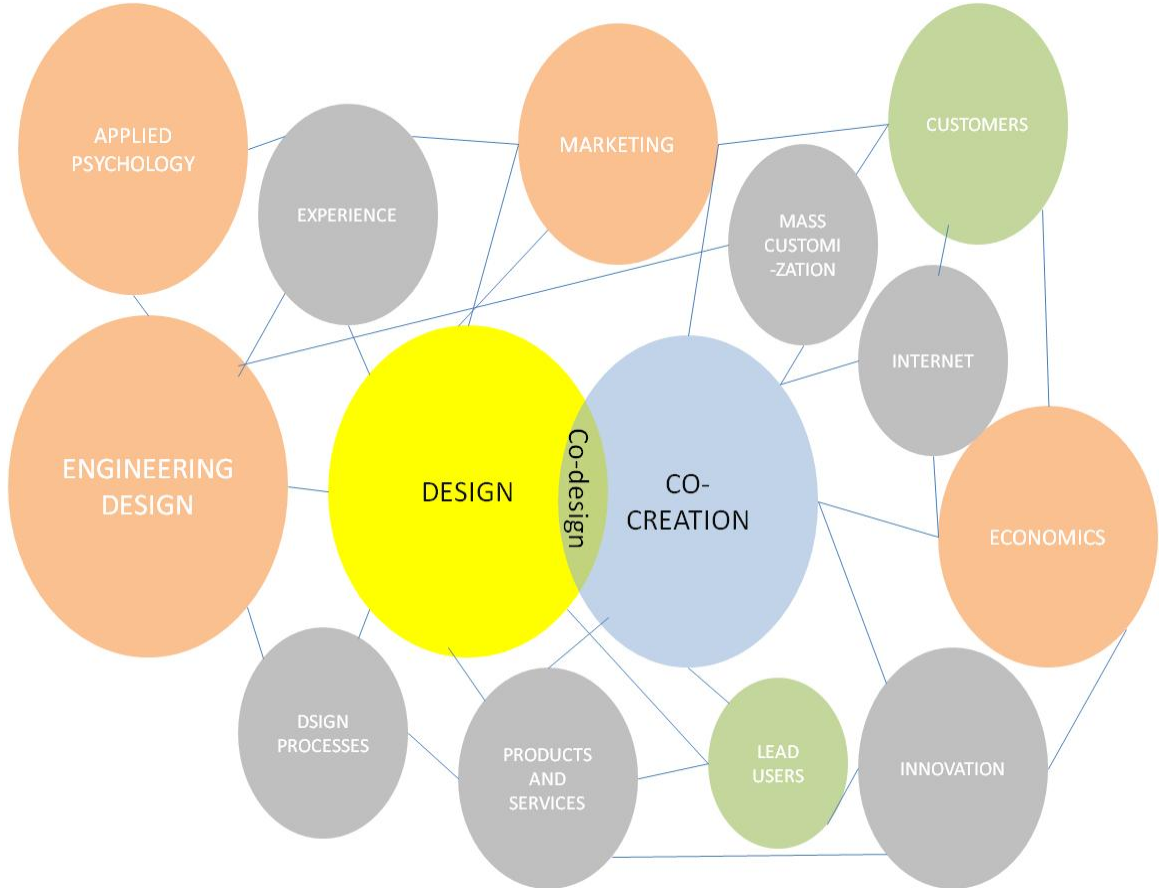 APPLIED
PSYCHOLOGY
EXPERIENCE
MARKETING
CUSTOMERS
MASS
CUSTOMI
-ZATION
INTERNET
ENGINEERING
DESIGN
DESIGN
Co-design
CO-
CREATION
ECONOMICS
DSIGN
PROCESSES
PRODUCTS
AND
SERVICES
LEAD
USERS
INNOVATION